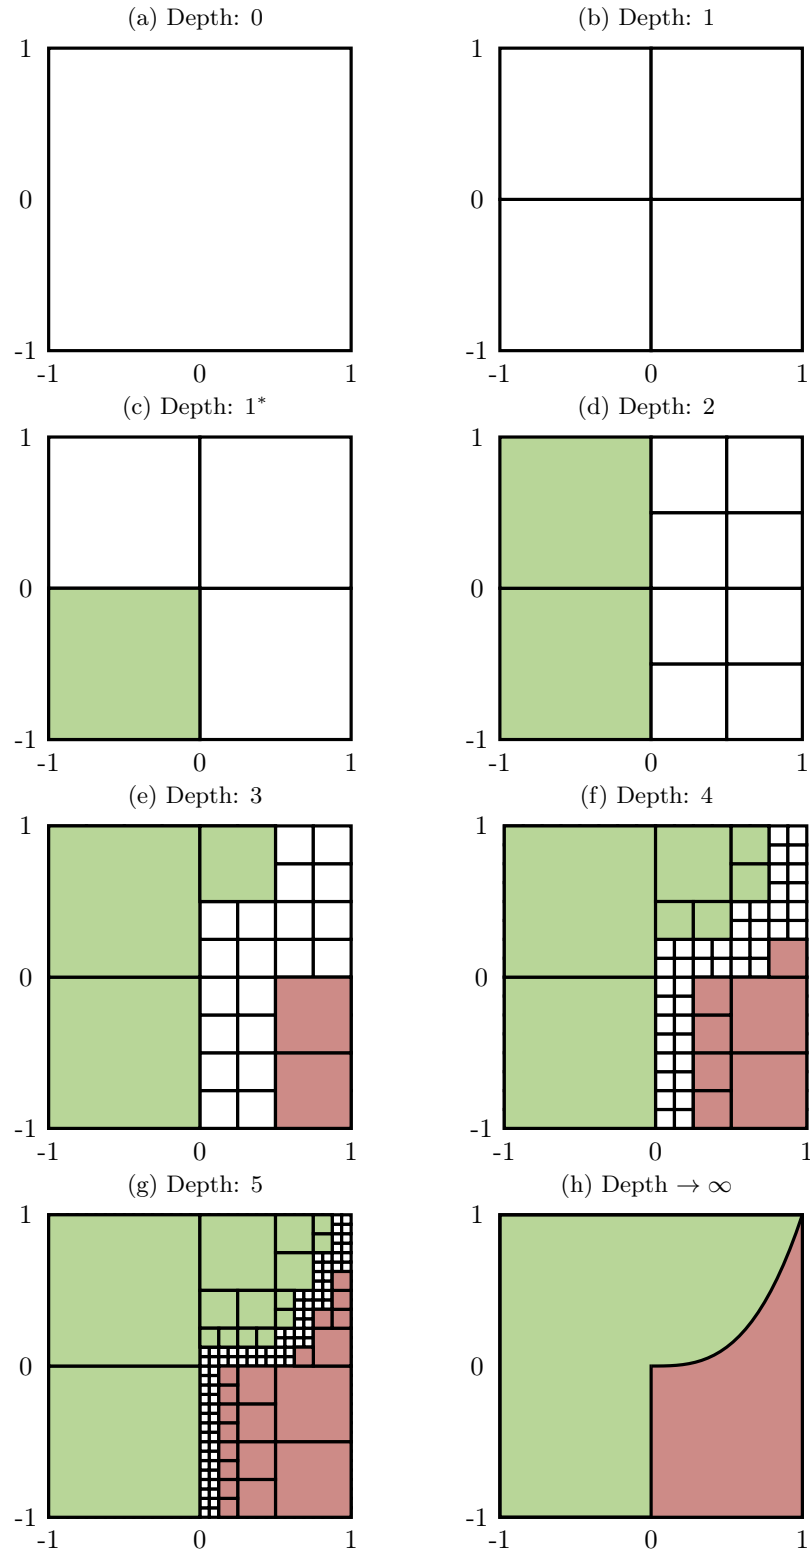 (a) Depth: 0
(b) Depth: 1
1
1
0
0
-1
-1
-1 0 1
-1 0 1
(c) Depth: 1*
(d) Depth: 2
1
1
0
0
-1
-1
-1 0 1
-1 0 1
(e) Depth: 3
(f) Depth: 4
1
1
0
0
-1
-1
-1 0 1
-1 0 1
(g) Depth: 5
(h) Depth → ∞
1
1
0
0
-1
-1
-1 0 1
-1 0 1